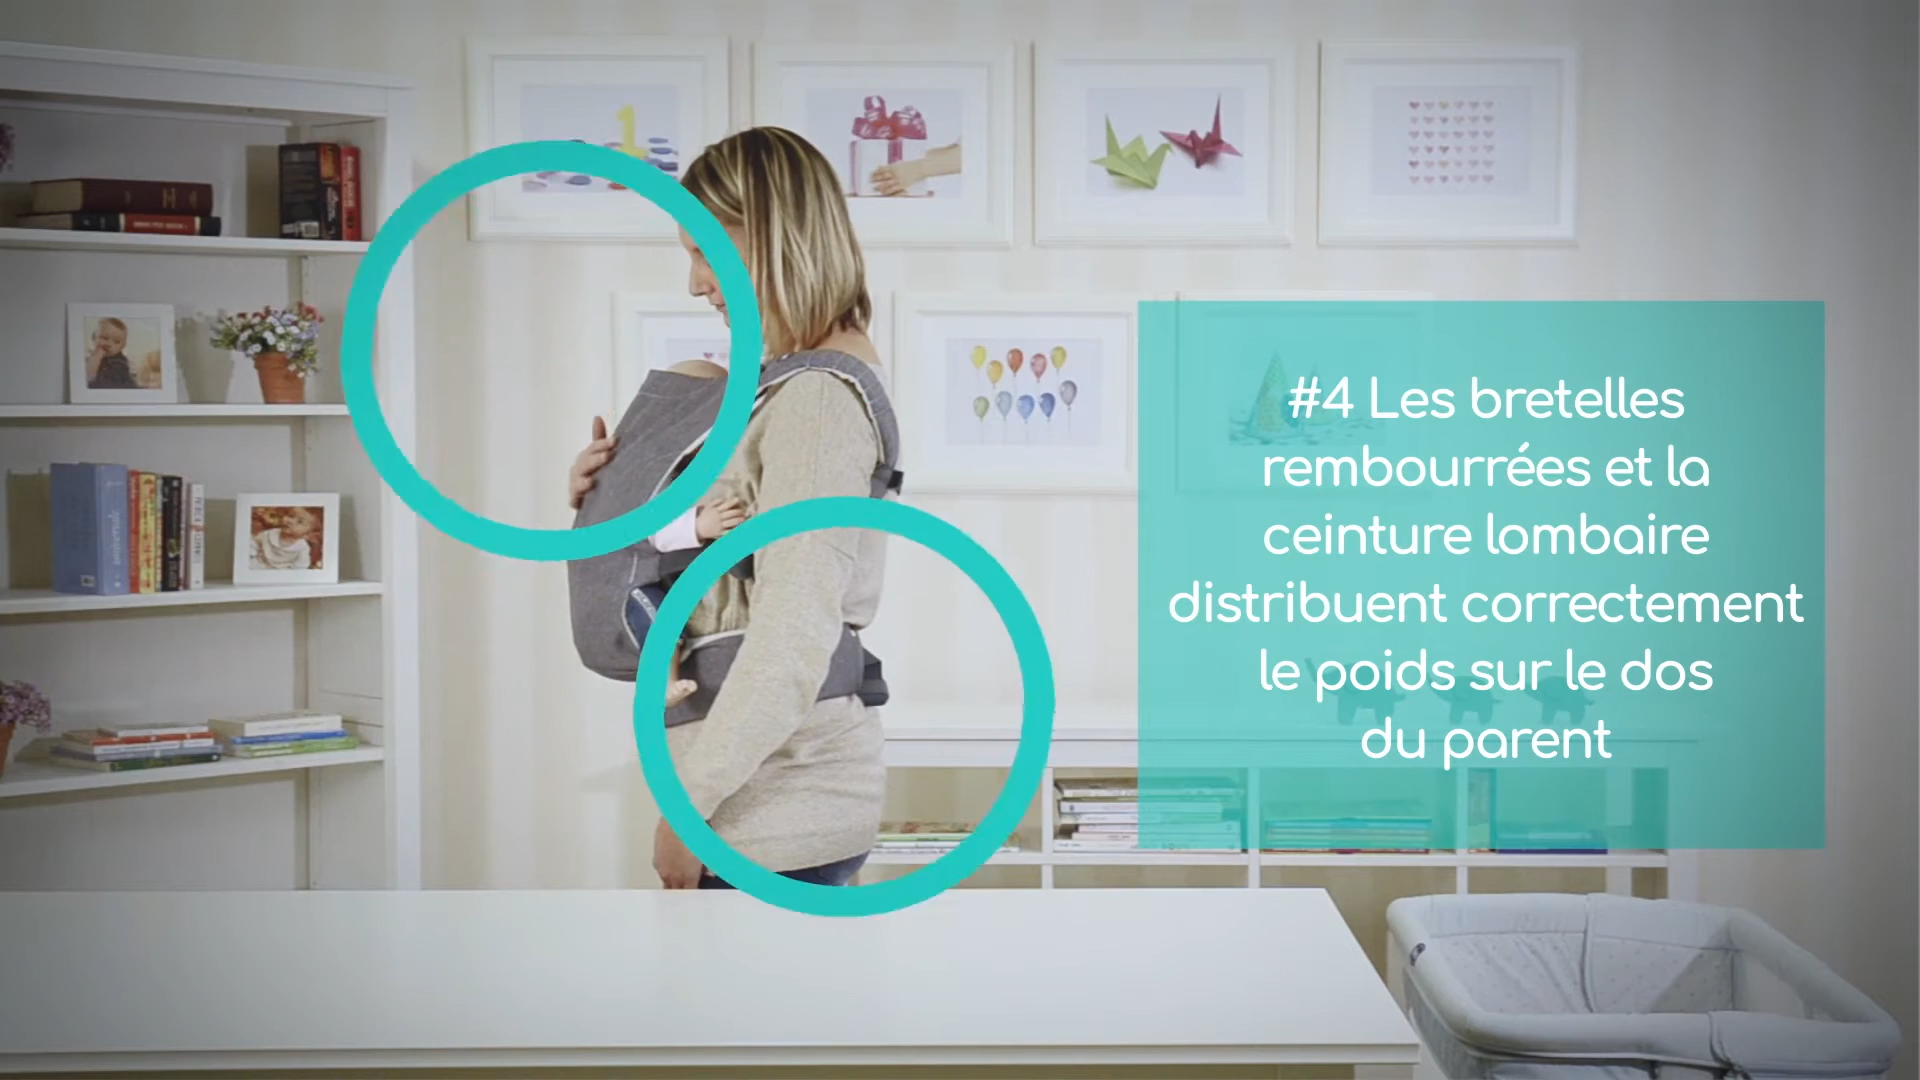 #4 Les bretelles
rembourrées et la
ceinture lombaire
distribuent correctement
le poids sur le dos
du parent